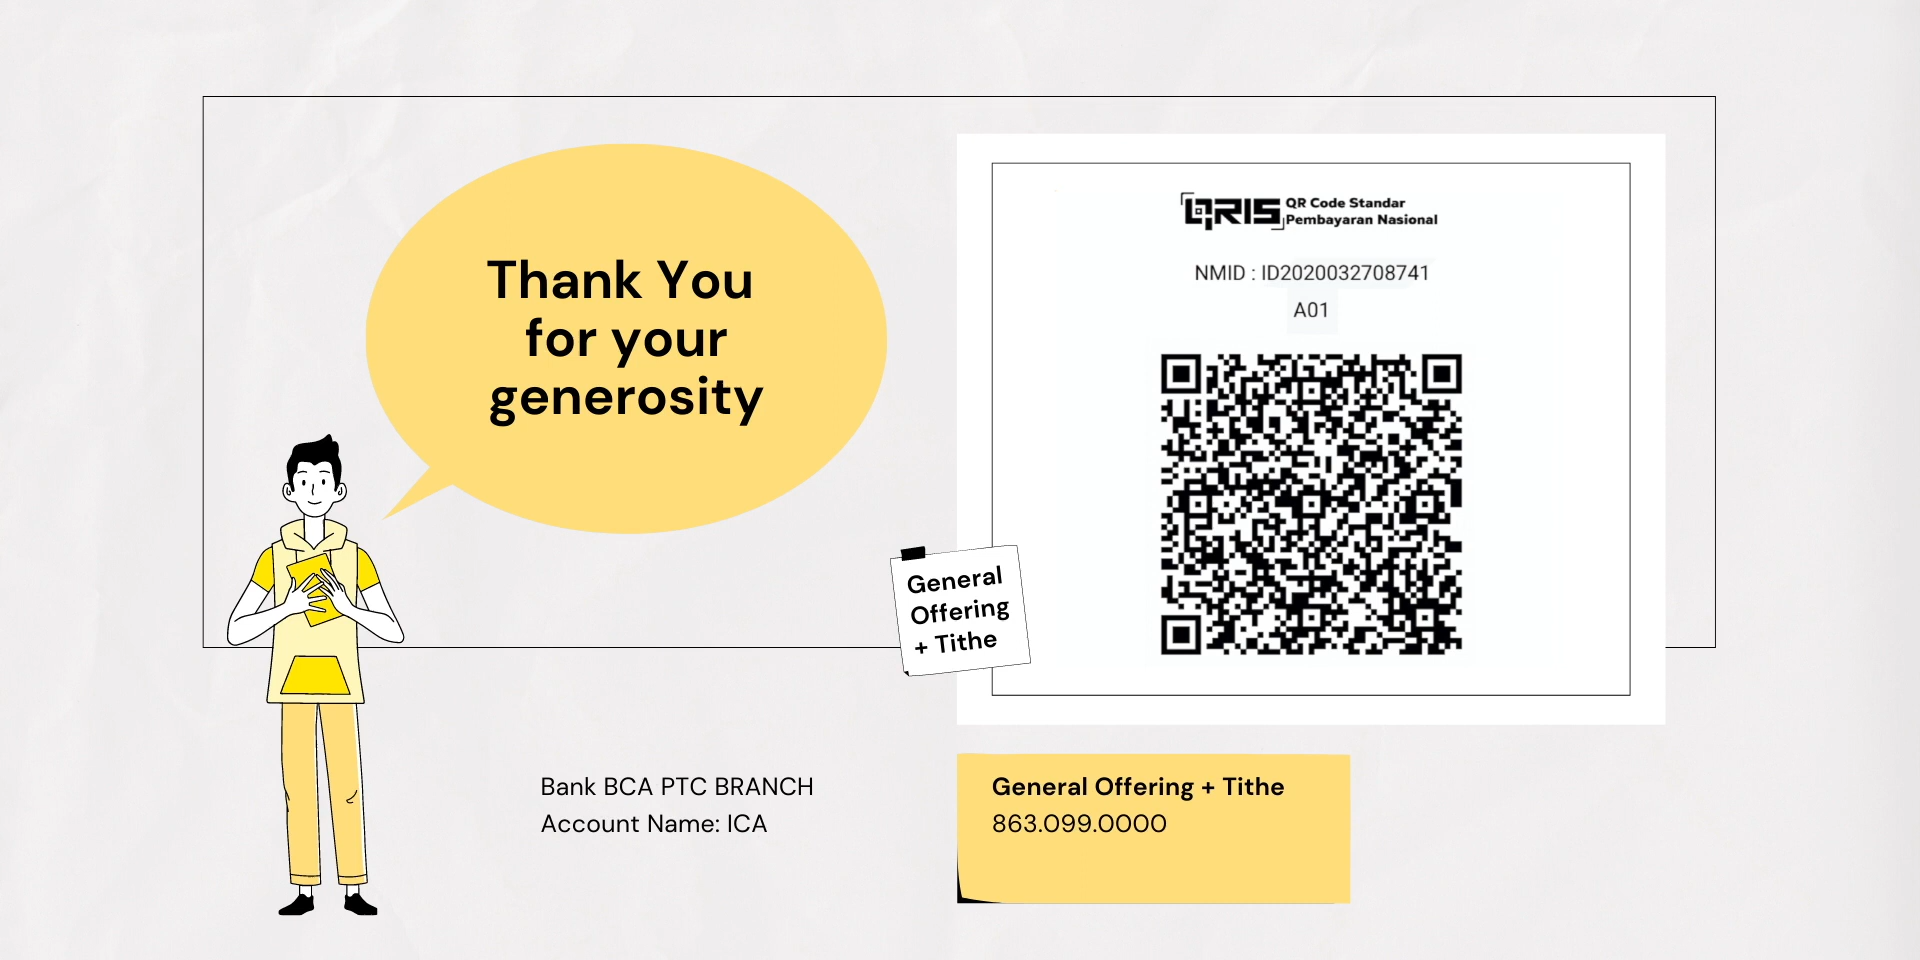 Thank You
for your
generosity
QRIS QR Code Standar
Pembayaran Nasional
NMID : ID2020032708741
A01
General
Offering
+ Tithe
Bank BCA PTC BRANCH
Account Name: ICA
General Offering + Tithe
863.099.0000